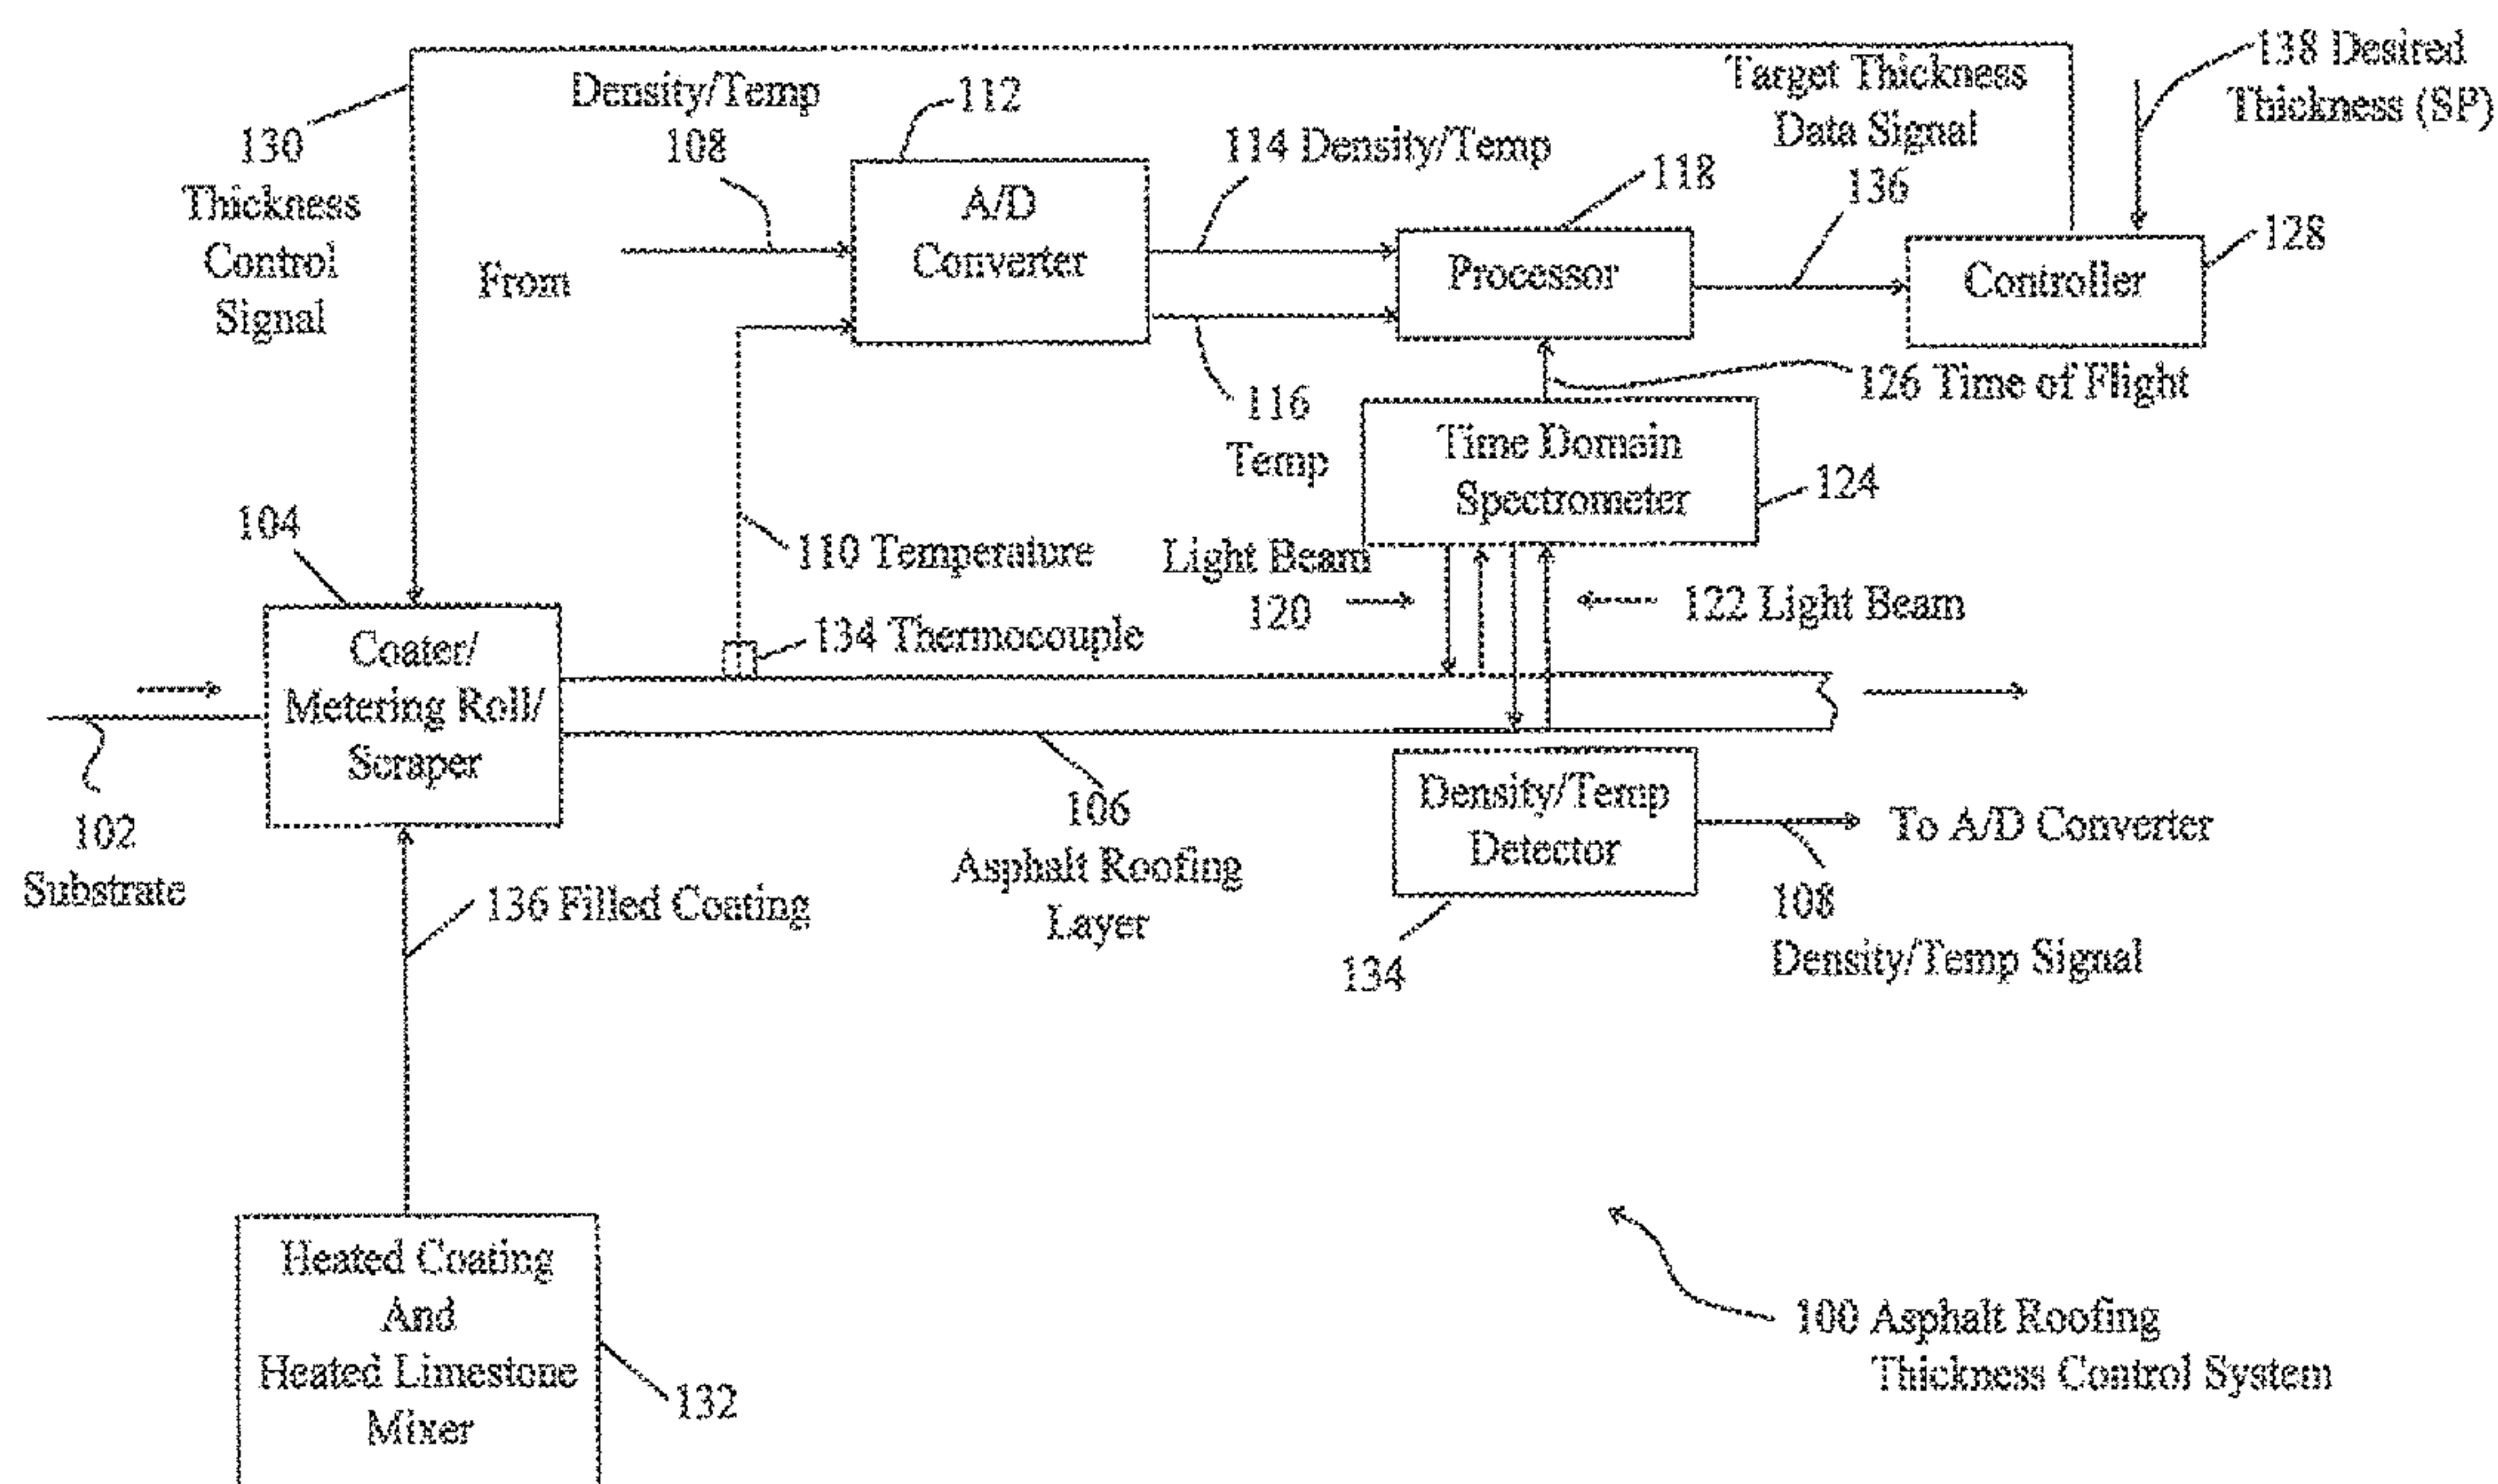 138 Desired
Thickness (SP)
Target Thickness
Data Signal
136
Density/Temp
108
112
114 Density/Temp
118
128
130
Thickness
Control
Signal
From
A/D
Converter
Processor
Controller
116
Temp
126 Time of Flight
Time Domain
Spectrometer
124
104
110 Temperature
Light Beam
120
122 Light Beam
134 Thermocouple
Coater/
Metering Roll/
Scraper
102
Substrate
106
Asphalt Roofing
Layer
Density/Temp
Detector
134
To A/D Converter
108
Density/Temp Signal
136 Filled Coating
Heated Coating
And
Heated Limestone
Mixer
132
100 Asphalt Roofing
Thickness Control System